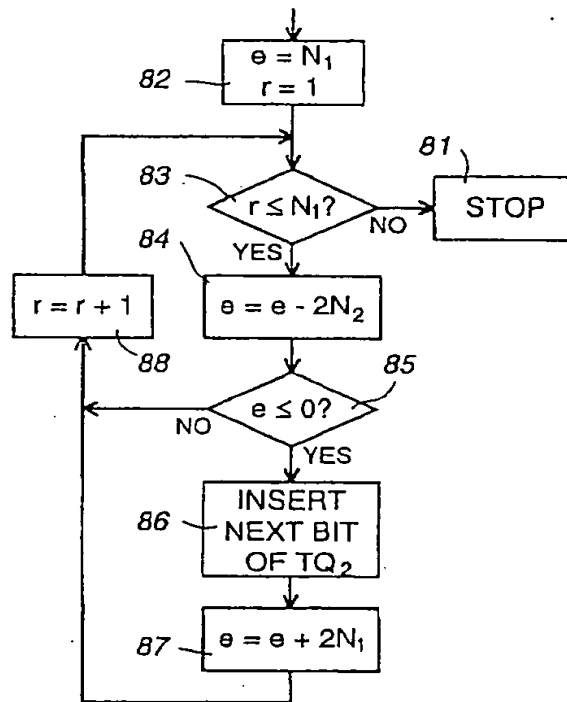 82
e = N₁
r = 1
81
83
r ≤ N₁?
NO
STOP
YES
84
r = r + 1
88
e = e - 2N₂
85
e ≤ 0?
NO
YES
86
INSERT
NEXT BIT
OF TQ₂
87
e = e + 2N₁